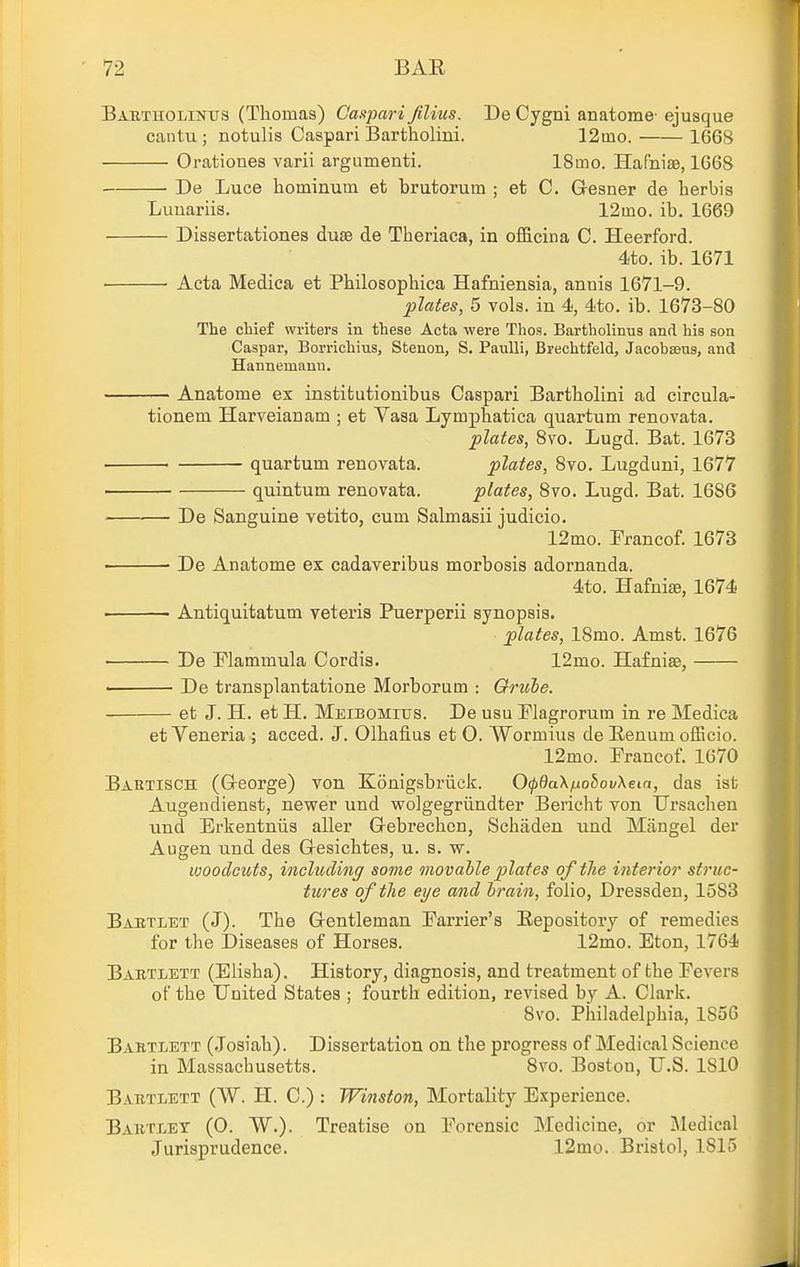 72 BAR
BARTHOLINUS (Thomas) Caspari filius. De Cygni anatome ejusque
cantu; notulis Caspari Bartholini. 12mo. —— 1668
—— Orationes varii argumenti. 18mo. Hafniæ, 1668
—— De Luce hominum et brutorum ; et C. Gesner de herbis
Lunariis. 12mo. ib. 1669
—— Dissertationes duæ de Theriaca, in officina C. Heerford.
4to. ib. 1671
—— Acta Medica et Philosophica Hafniensia, annis 1671–9.
plates, 5 vols. in 4, 4to. ib. 1673–80
The chief writers in these Acta were Thos. Bartholinus and his son
Caspar, Borrichius, Stenon, S. Paulli, Brechtfeld, Jacobæus, and
Hannemann.
—— Anatome ex institutionibus Caspari Bartholini ad circula-
tionem Harveianam ; et Vasa Lymphatica quartum renovata.
plates, 8vo. Lugd. Bat. 1673
—— —— quartum renovata. plates, 8vo. Lugduni, 1677
—— —— quintum renovata. plates, 8vo. Lugd. Bat. 1686
—— De Sanguine vetito, cum Salmasii judicio.
12mo. Francof. 1673
—— De Anatome ex cadaveribus morbosis adornanda.
4to. Hafniæ, 1674
—— Antiquitatum veteris Puerperii synopsis.
plates, 18mo. Amst. 1676
—— De Flammula Cordis. 12mo. Hafniæ, ——
—— De transplantatione Morborum : Grube.
—— et J. H. et H. MEIBOMIUS. De usu Flagrorum in re Medica
et Veneria ; acced. J. Olhafius et O. Wormius de Renum officio.
12mo. Francof. 1670
BARTISCH (George) von Königsbrück. Οφθαλμοδουλεια, das ist
Augendienst, newer und wolgegründter Bericht von Ursachen
und Erkentnüs aller Gebrechen, Schäden und Mängel der
Augen und des Gesichtes, u. s. w.
woodcuts, including some movable plates of the interior struc-
tures of the eye and brain, folio, Dressden, 1583
BARTLET (J). The Gentleman Farrier's Repository of remedies
for the Diseases of Horses. 12mo. Eton, 1764
BARTLETT (Elisha). History, diagnosis, and treatment of the Fevers
of the United States ; fourth edition, revised by A. Clark.
8vo. Philadelphia, 1856
BARTLETT (Josiah). Dissertation on the progress of Medical Science
in Massachusetts. 8vo. Boston, U.S. 1810
BARTLETT (W. H. C.) : Winston, Mortality Experience.
BARTLEY (O. W.). Treatise on Forensic Medicine, or Medical
Jurisprudence. 12mo. Bristol, 1815